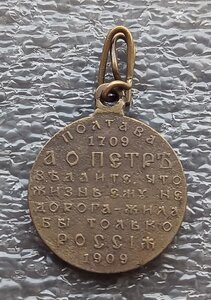 ПОЛТАВА
1709
А О ПЕТРѢ
ВѢДАЙТЕ, ЧТО
ЖИЗНЬ ЕМУ НЕ
ДОРОГА-ЖИЛА
БЫ ТОЛЬКО
РОССІЯ
1909